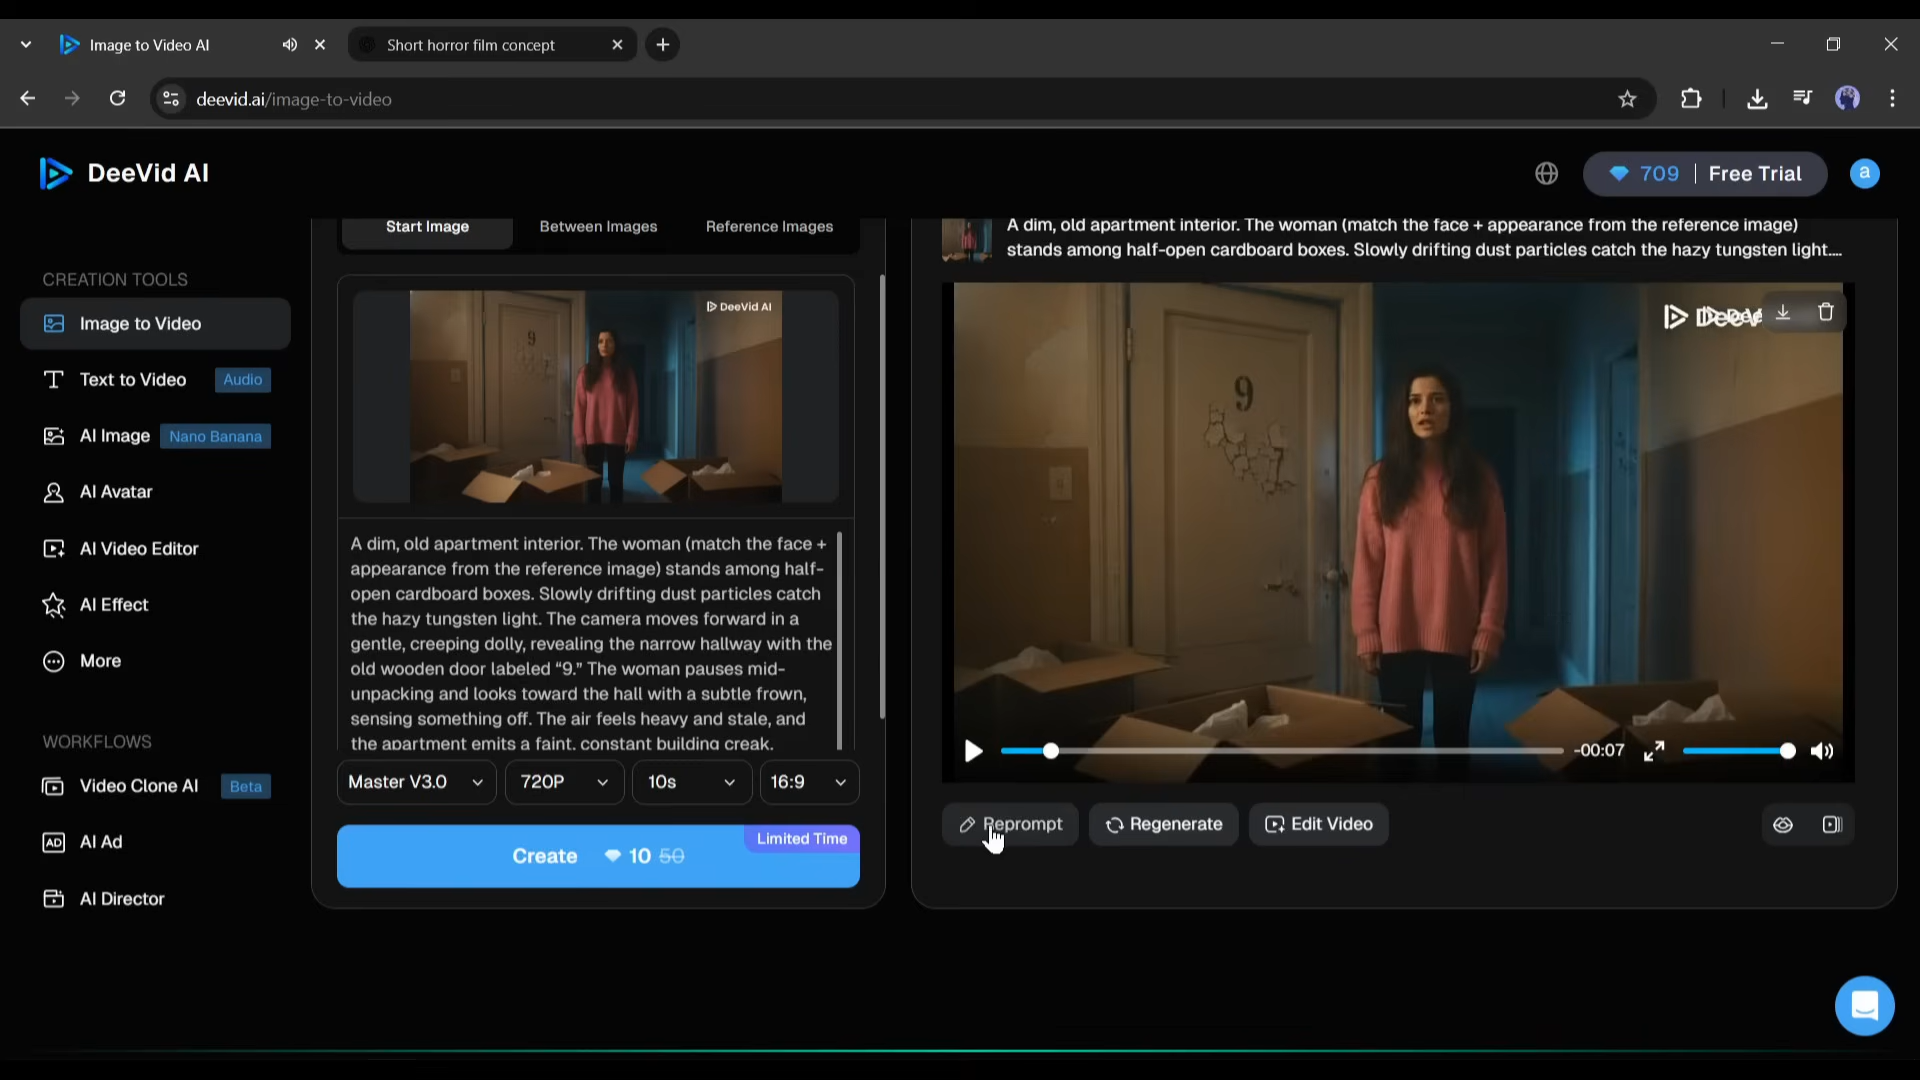 Image to Video AI
Short horror film concept
deevid.ai/image-to-video
DeeVid AI
709 | Free Trial
a
CREATION TOOLS
Image to Video
Text to Video Audio
AI Image Nano Banana
AI Avatar
AI Video Editor
AI Effect
More
WORKFLOWS
Video Clone AI Beta
AI Ad
AI Director
Start Image Between Images Reference Images
DeeVid AI
9
A dim, old apartment interior. The woman (match the face +
appearance from the reference image) stands among half-
open cardboard boxes. Slowly drifting dust particles catch
the hazy tungsten light. The camera moves forward in a
gentle, creeping dolly, revealing the narrow hallway with the
old wooden door labeled “9.” The woman pauses mid-
unpacking and looks toward the hall with a subtle frown,
sensing something off. The air feels heavy and stale, and
the apartment emits a faint, constant building creak.
Master V3.0 720P 10s 16:9
Limited Time
Create 10 50
A dim, old apartment interior. The woman (match the face + appearance from the reference image)
stands among half-open cardboard boxes. Slowly drifting dust particles catch the hazy tungsten light....
9
-00:07
Reprompt Regenerate Edit Video